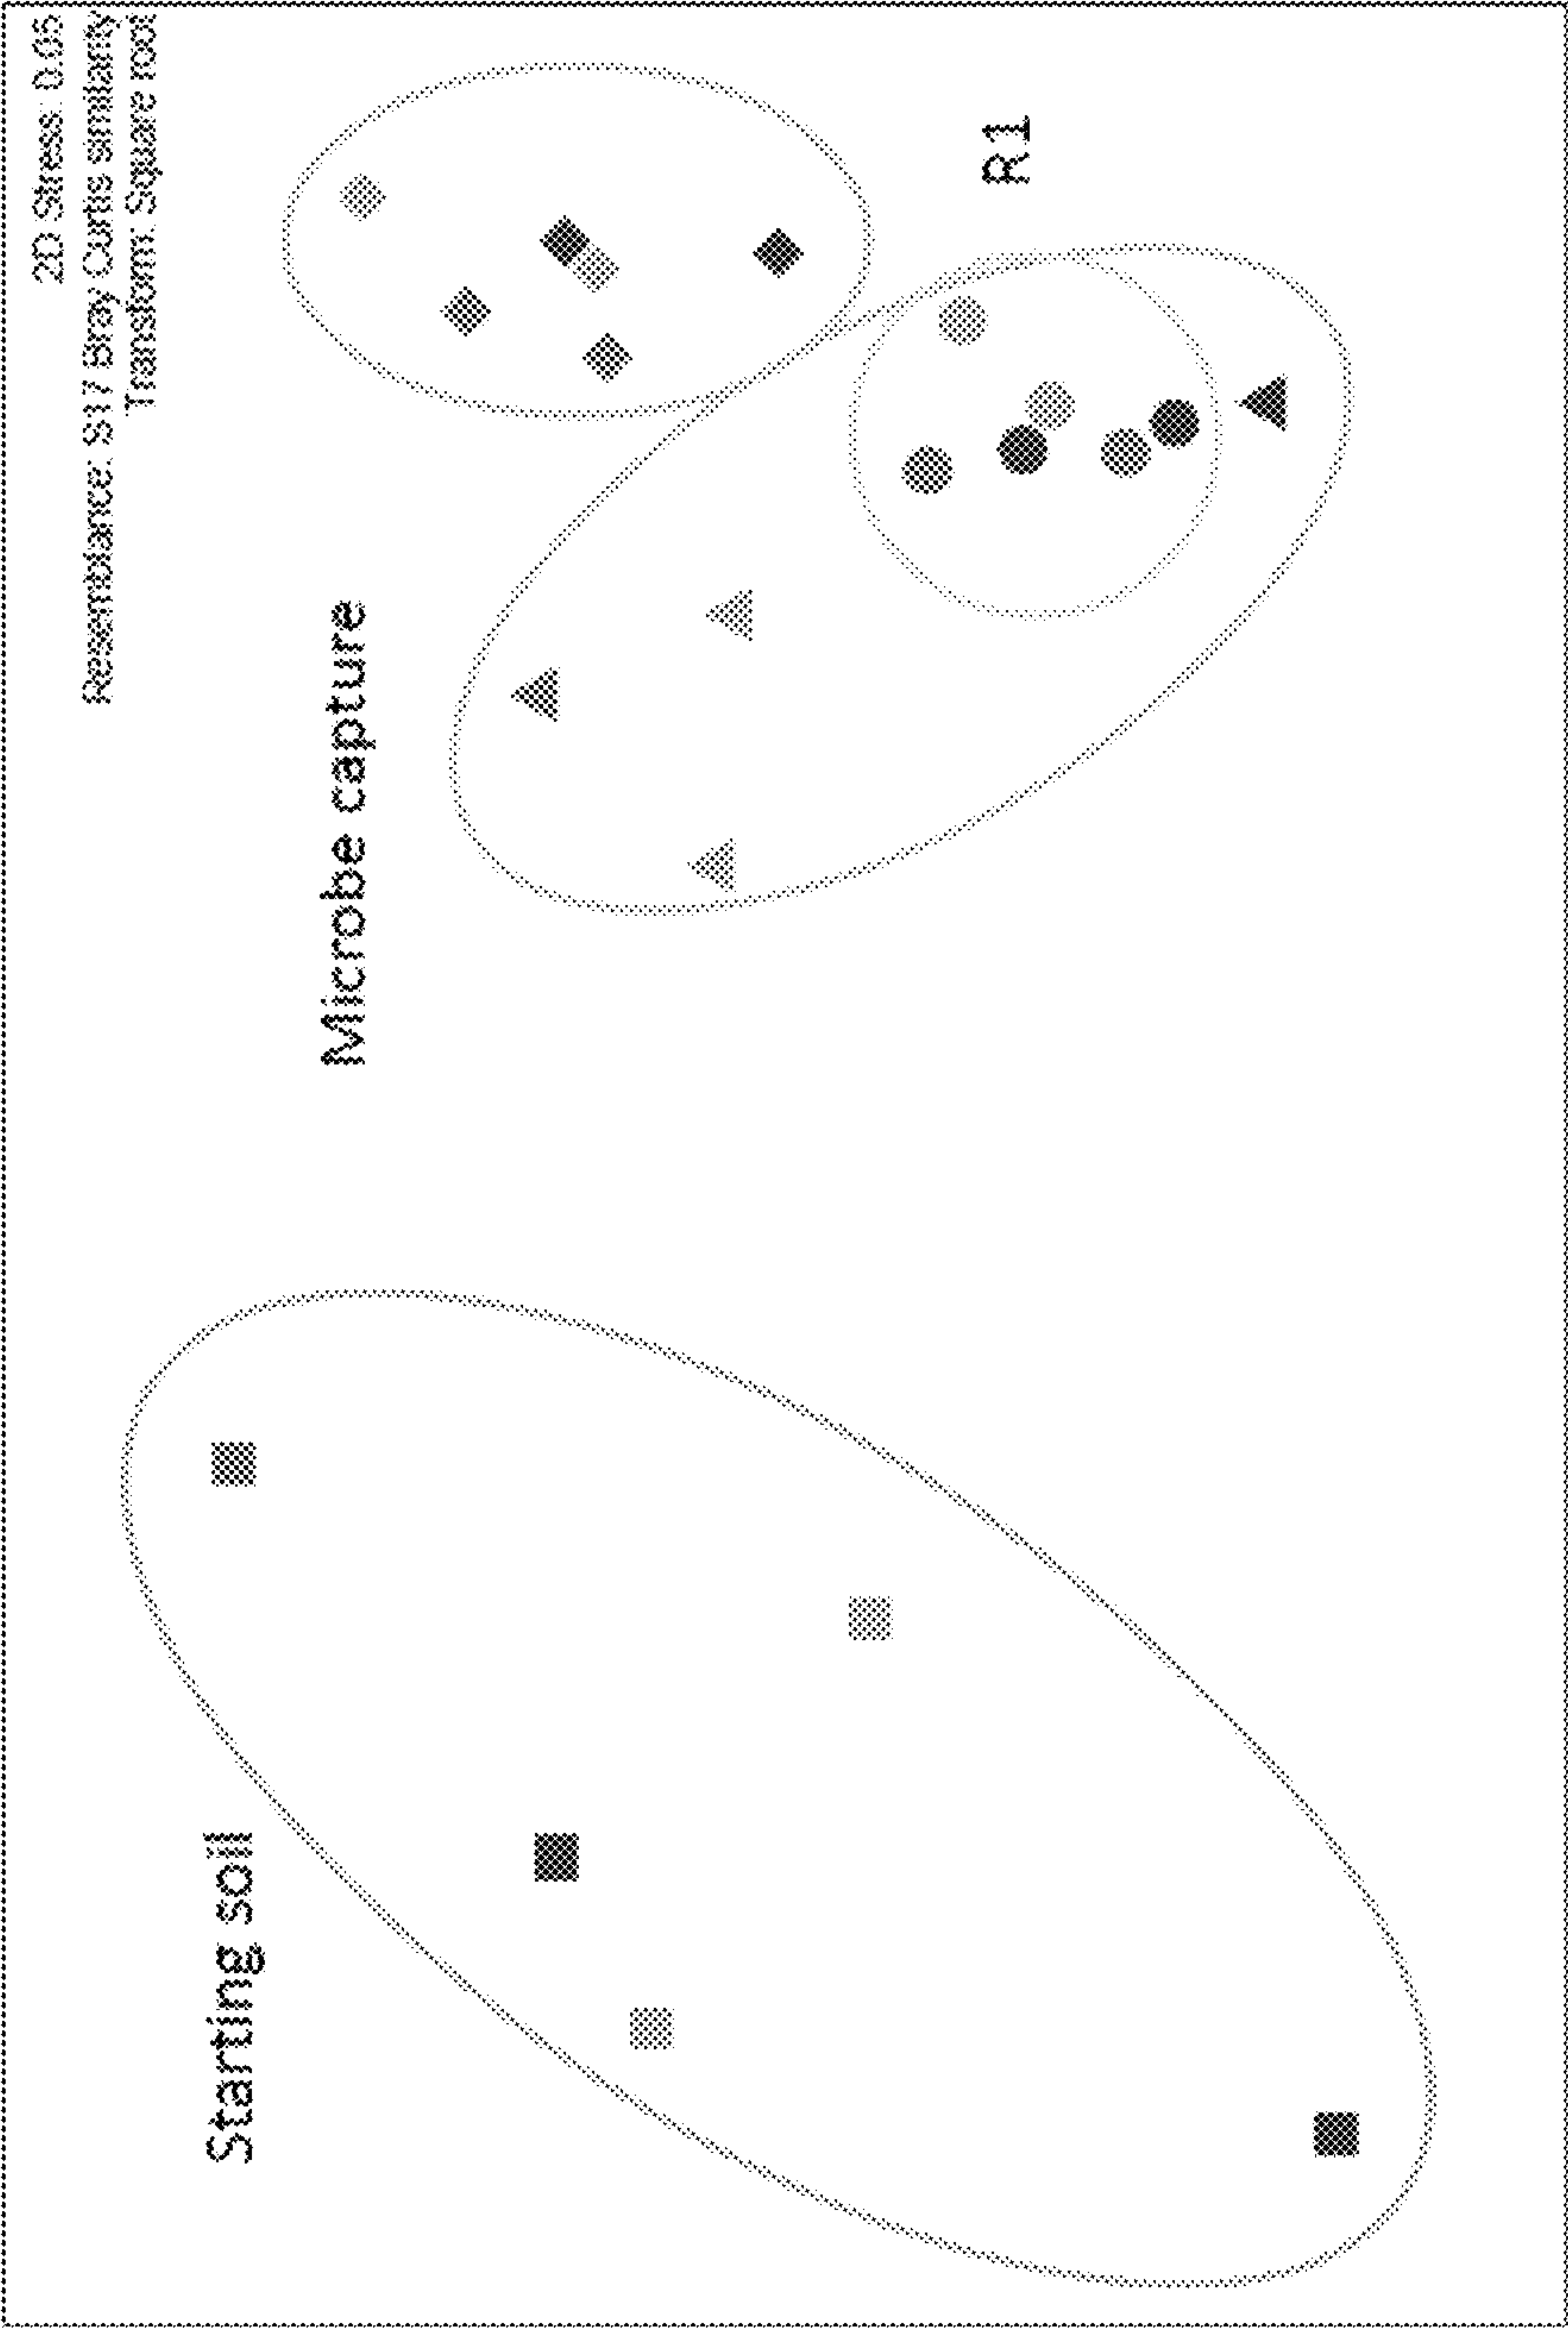 2D Stress: 0.05
Resemblance: S17 Bray Curtis similarity
Transform: Square root
Microbe capture
R1
Starting soil